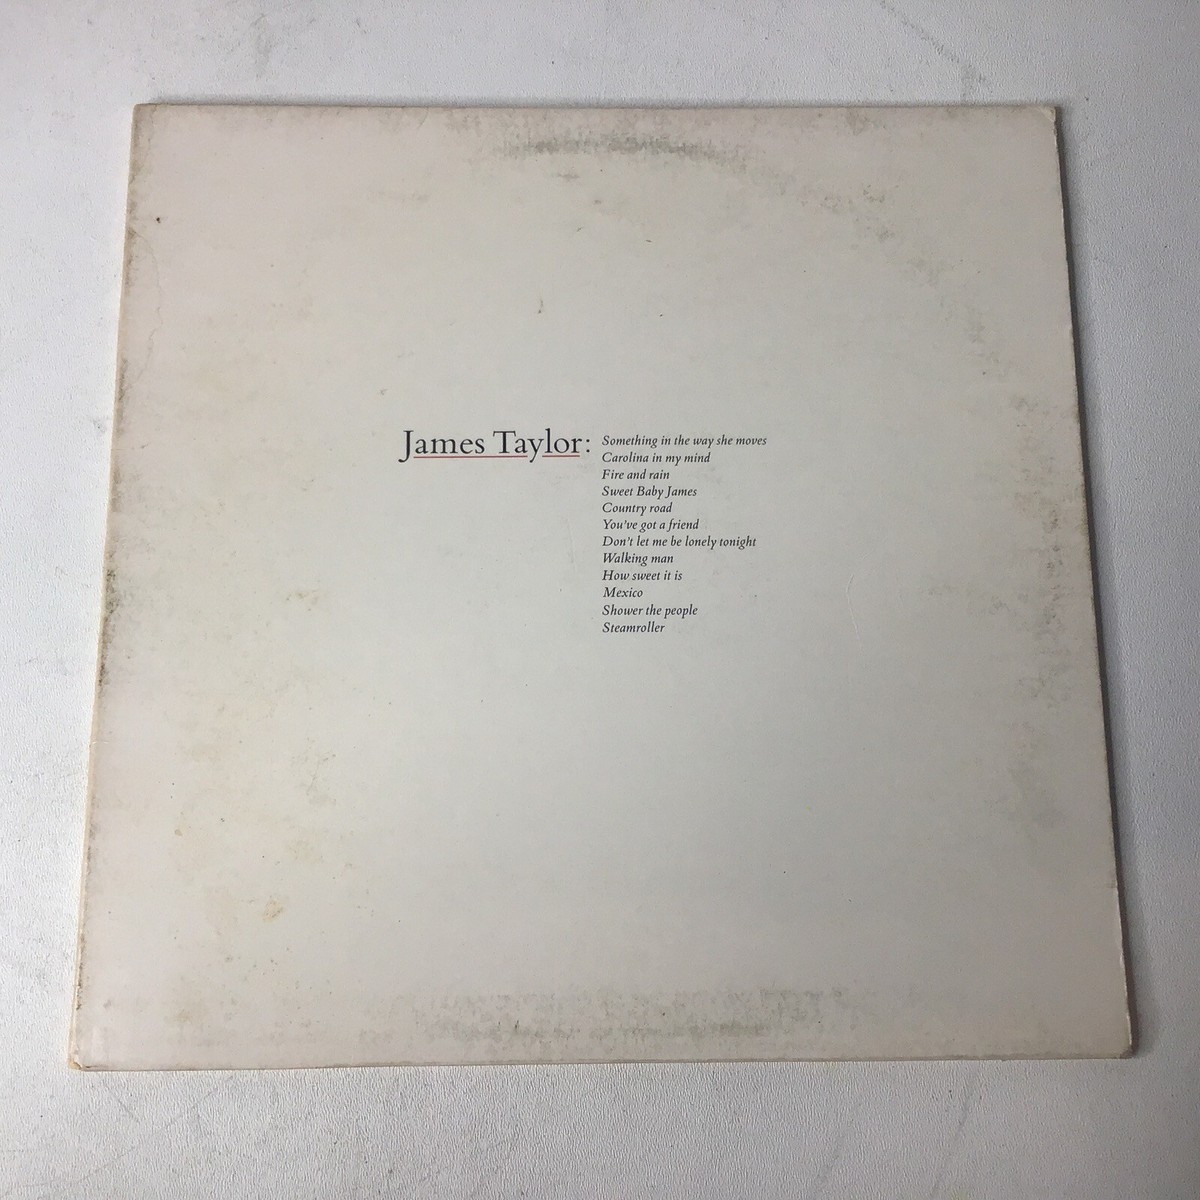 James Taylor: Something in the way she moves
Carolina in my mind
Fire and rain
Sweet Baby James
Country road
You've got a friend
Don't let me be lonely tonight
Walking man
How sweet it is
Mexico
Shower the people
Steamroller